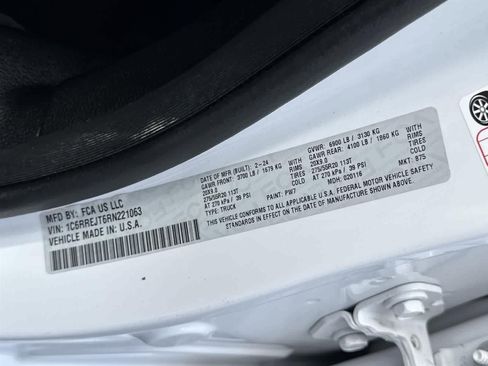 MFD BY: FCA US LLC
VIN: 1C6RREJT6RN221063
VEHICLE MADE IN: U.S.A.
DATE OF MFR (BUILT): 2-24
GAWR FRONT: 3700 LB / 1679 KG
WITH
20X9.0 RIMS
275/55R20 113T TIRES
AT 270 kPa / 39 PSI COLD
TYPE: TRUCK
GVWR: 6900 LB / 3130 KG
GAWR REAR: 4100 LB / 1860 KG
WITH
20X9.0 RIMS
275/55R20 113T TIRES
AT 270 kPa / 39 PSI COLD
PAINT: PW7 MDH: 020116 MKT: 875
THIS VEHICLE CONFORMS TO ALL APPLICABLE U.S.A. FEDERAL MOTOR VEHICLE SAFETY
STANDARDS IN EFFECT ON THE DATE OF MANUFACTURE SHOWN ABOVE.